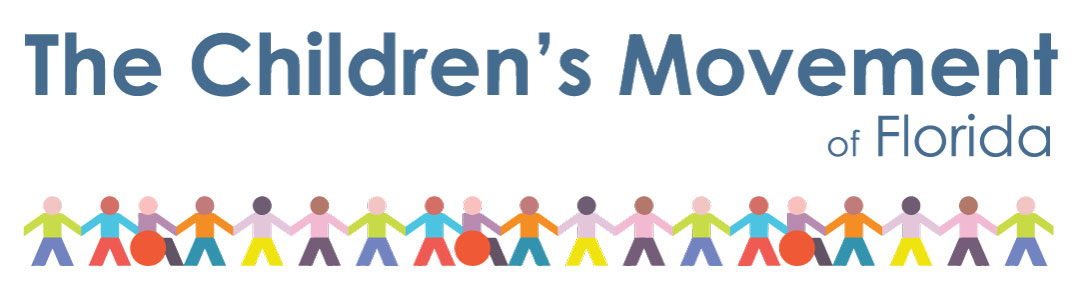 The Children’s Movement
of Florida